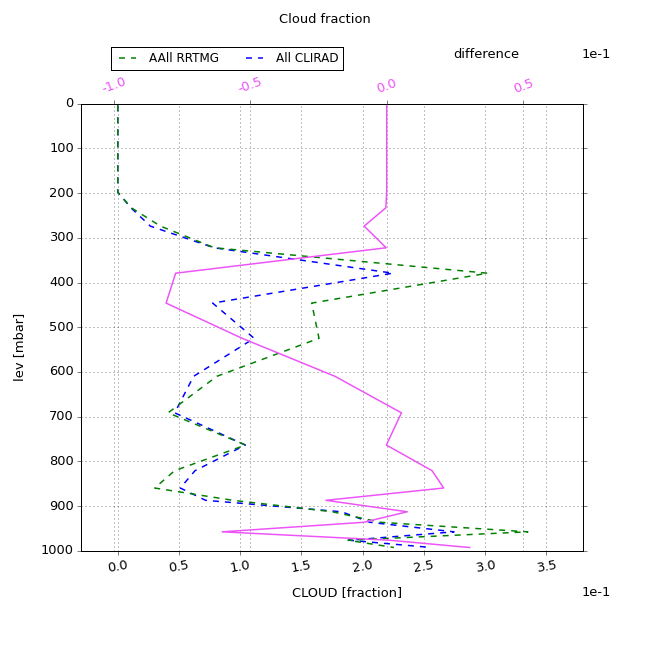 Cloud fraction
AAll RRTMG All CLIRAD
difference 1e-1
-1.0 -0.5 0.0 0.5
0
100
200
300
400
500
600
700
800
900
1000
lev [mbar]
0.0 0.5 1.0 1.5 2.0 2.5 3.0 3.5
CLOUD [fraction] 1e-1